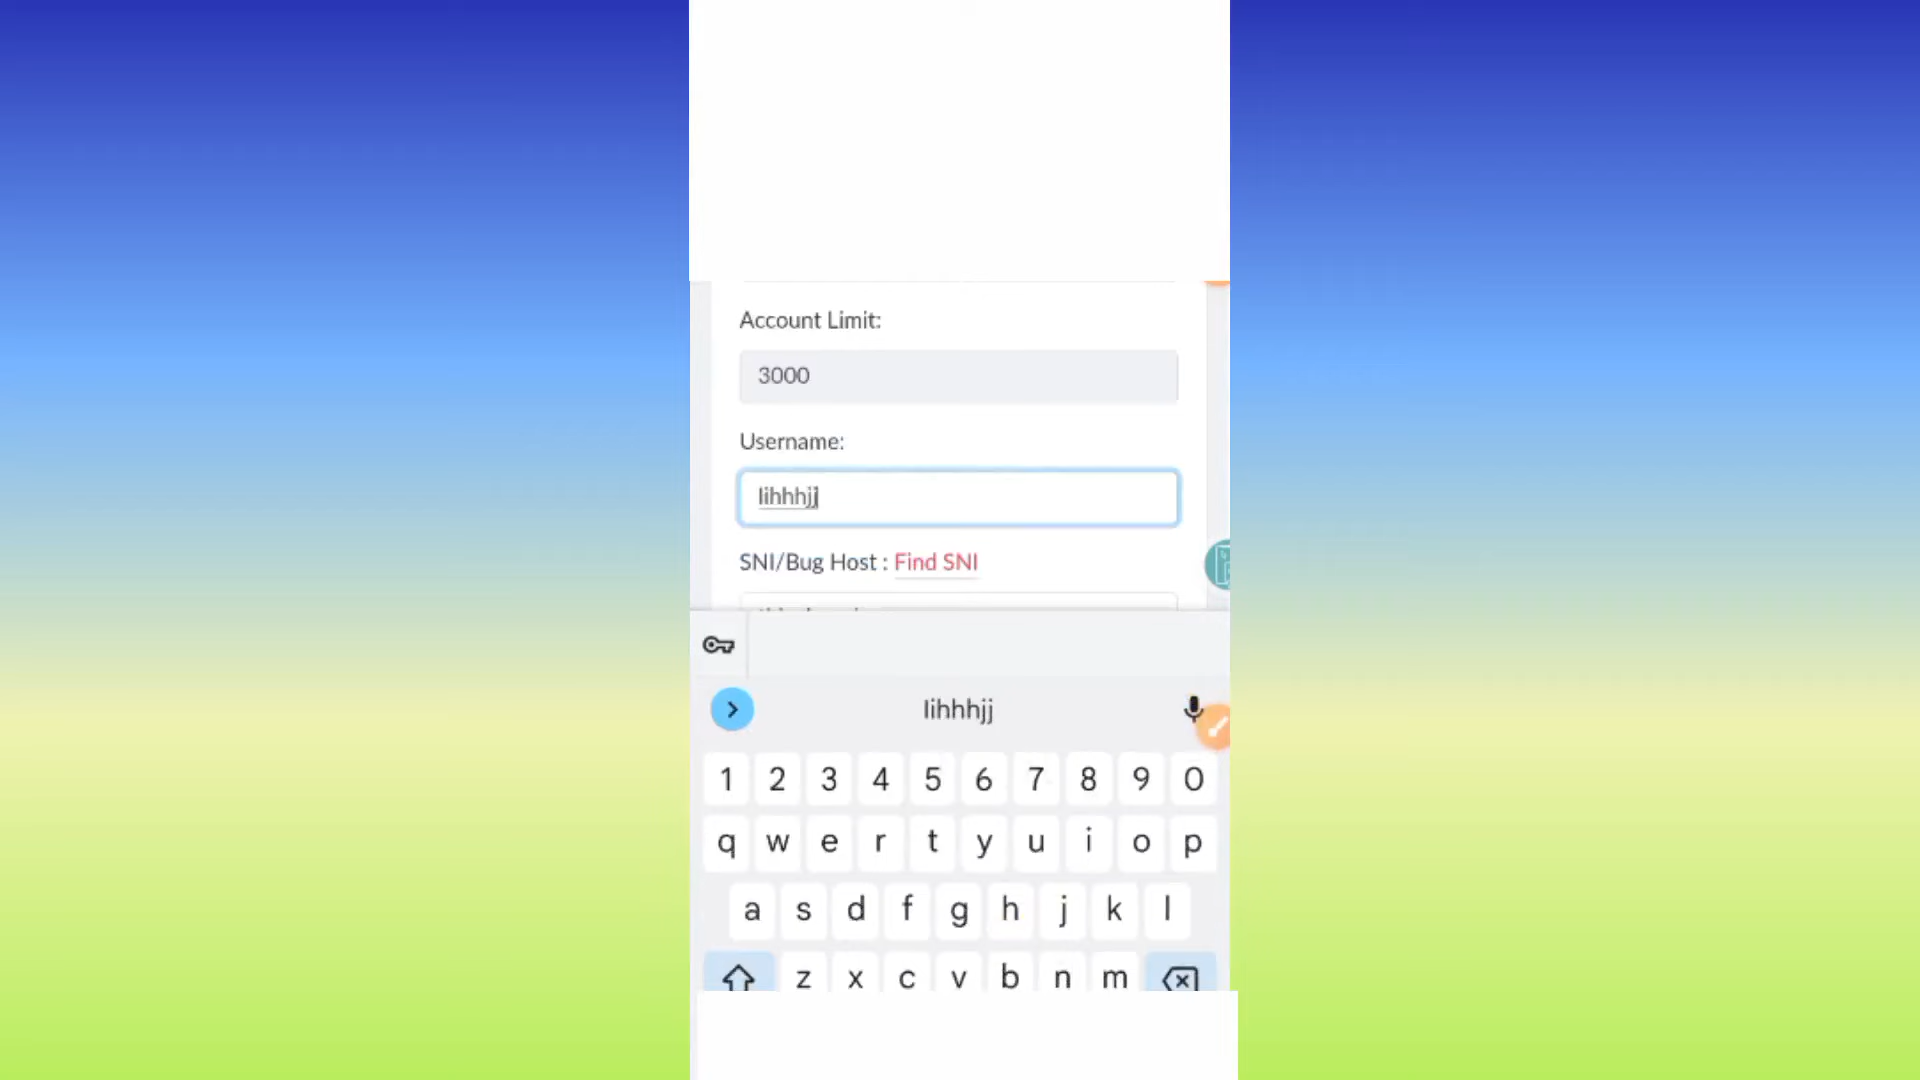 Account Limit:
3000
Username:
lihhhjj
SNI/Bug Host : Find SNI
lihhhjj
1 2 3 4 5 6 7 8 9 0
q w e r t y u i o p
a s d f g h j k l
z x c v b n m